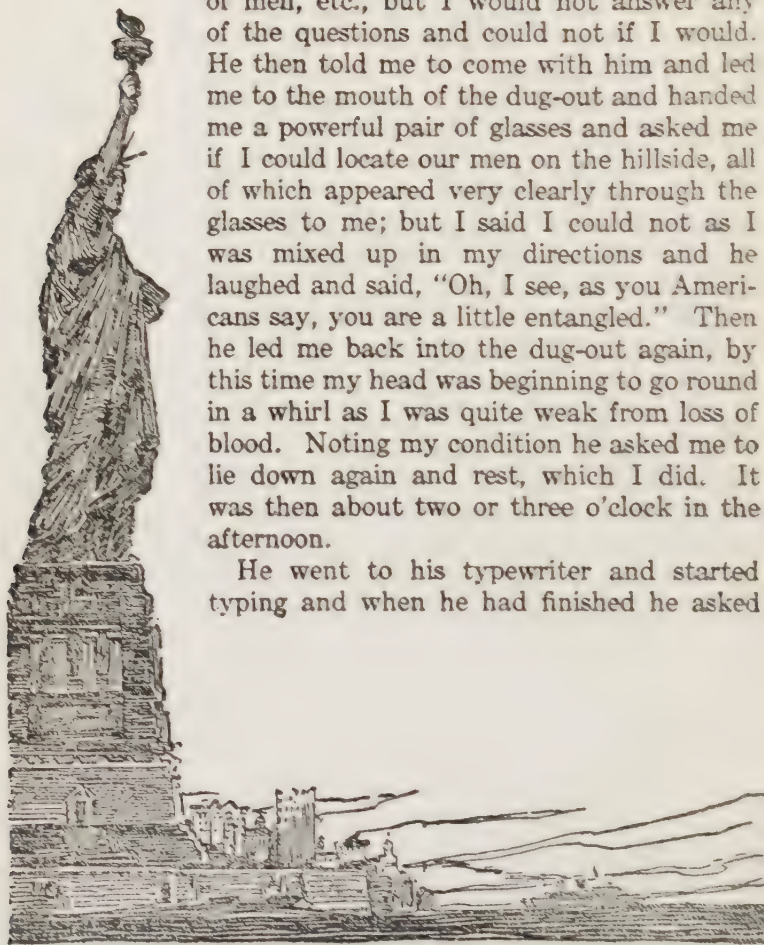 of men, etc., but I would not answer any
of the questions and could not if I would.
He then told me to come with him and led
me to the mouth of the dug-out and handed
me a powerful pair of glasses and asked me
if I could locate our men on the hillside, all
of which appeared very clearly through the
glasses to me; but I said I could not as I
was mixed up in my directions and he
laughed and said, "Oh, I see, as you Ameri-
cans say, you are a little entangled." Then
he led me back into the dug-out again, by
this time my head was beginning to go round
in a whirl as I was quite weak from loss of
blood. Noting my condition he asked me to
lie down again and rest, which I did. It
was then about two or three o'clock in the
afternoon.
He went to his typewriter and started
typing and when he had finished he asked